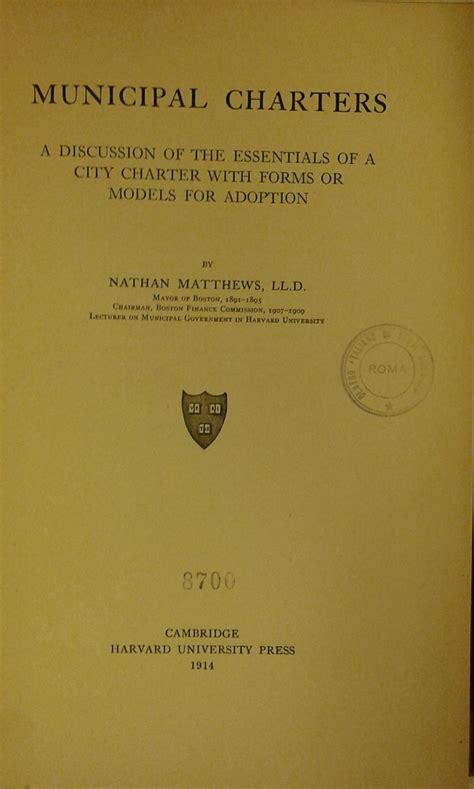 MUNICIPAL CHARTERS
A DISCUSSION OF THE ESSENTIALS OF A
CITY CHARTER WITH FORMS OR
MODELS FOR ADOPTION
BY
NATHAN MATTHEWS, LL.D.
MAYOR OF BOSTON, 1891-1895
CHAIRMAN, BOSTON FINANCE COMMISSION, 1907-1909
LECTURER ON MUNICIPAL GOVERNMENT IN HARVARD UNIVERSITY
ROMA
8700
CAMBRIDGE
HARVARD UNIVERSITY PRESS
1914